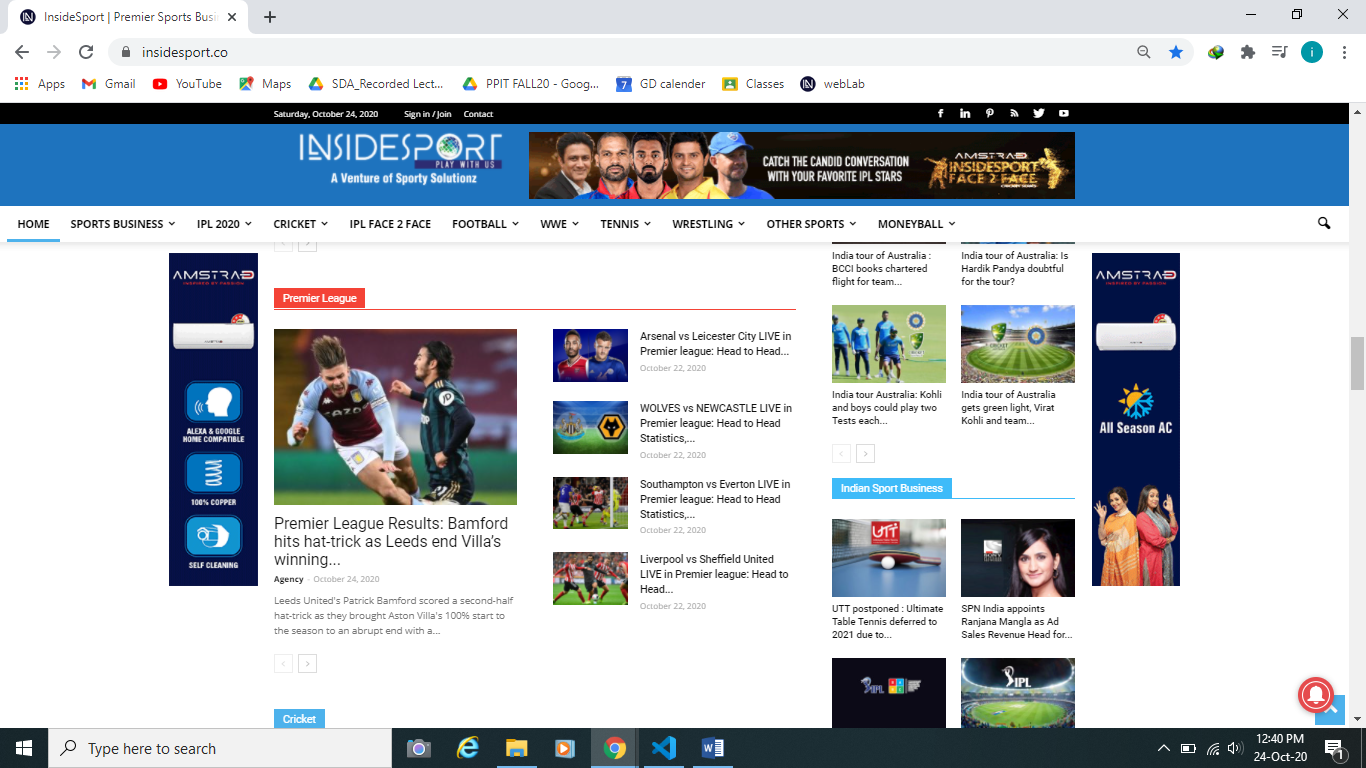 InsideSport | Premier Sports Busi
insidesport.co
Apps
Gmail
YouTube
Maps
SDA_Recorded Lect...
PPIT FALL20 - Goog...
7
GD calender
Classes
webLab
Saturday, October 24, 2020
Sign in / Join
Contact
INSIDESPORT
PLAY WITH US
A Venture of Sporty Solutionz
CATCH THE CANDID CONVERSATION
WITH YOUR FAVORITE IPL STARS
AMSTRAD
INSIDESPORT
FACE 2 FACE
HOME
SPORTS BUSINESS
IPL 2020
CRICKET
IPL FACE 2 FACE
FOOTBALL
WWE
TENNIS
WRESTLING
OTHER SPORTS
MONEYBALL
AMSTRAD
INSPIRED BY PASSION
ALEXA & GOOGLE
HOME COMPATIBLE
100% COPPER
SELF CLEANING
Premier League
Premier League Results: Bamford
hits hat-trick as Leeds end Villa's
winning...
Agency - October 24, 2020
Leeds United's Patrick Bamford scored a second-half
hat-trick as they brought Aston Villa's 100% start to
the season to an abrupt end with a...
Arsenal vs Leicester City LIVE in
Premier league: Head to Head...
October 22, 2020
WOLVES vs NEWCASTLE LIVE in
Premier league: Head to Head
Statistics,...
October 22, 2020
Southampton vs Everton LIVE in
Premier league: Head to Head
Statistics,...
October 22, 2020
Liverpool vs Sheffield United
LIVE in Premier league: Head to
Head...
October 22, 2020
Cricket
India tour of Australia :
BCCI books chartered
flight for team...
India tour of Australia: Is
Hardik Pandya doubtful
for the tour?
India tour Australia: Kohli
and boys could play two
Tests each...
India tour of Australia
gets green light, Virat
Kohli and team...
Indian Sport Business
UTT
UTT postponed : Ultimate
Table Tennis deferred to
2021 due to...
SPN India appoints
Ranjana Mangla as Ad
Sales Revenue Head for...
IPL
IPL
AMSTRAD
INSPIRED BY PASSION
All Season AC
Type here to search
12:40 PM
24-Oct-20
1